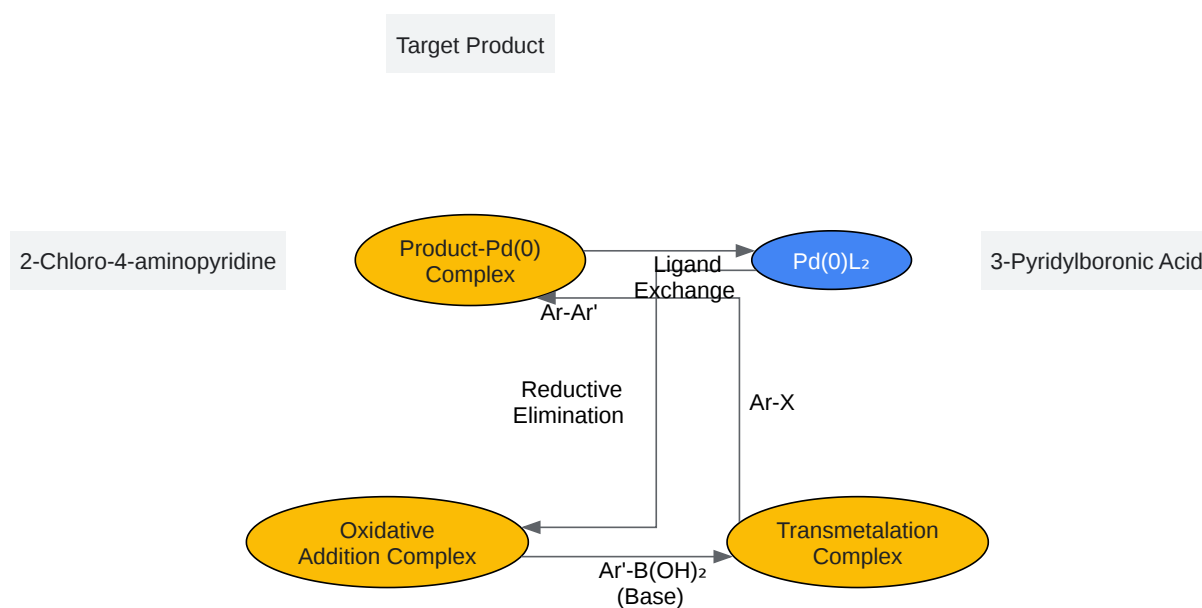 Target Product
2-Chloro-4-aminopyridine
Product-Pd(0)
Complex
Ligand
Exchange
Pd(0)L₂
3-Pyridylboronic Acid
Ar-Ar'
Reductive
Elimination
Ar-X
Oxidative
Addition Complex
Ar'-B(OH)₂
(Base)
Transmetalation
Complex